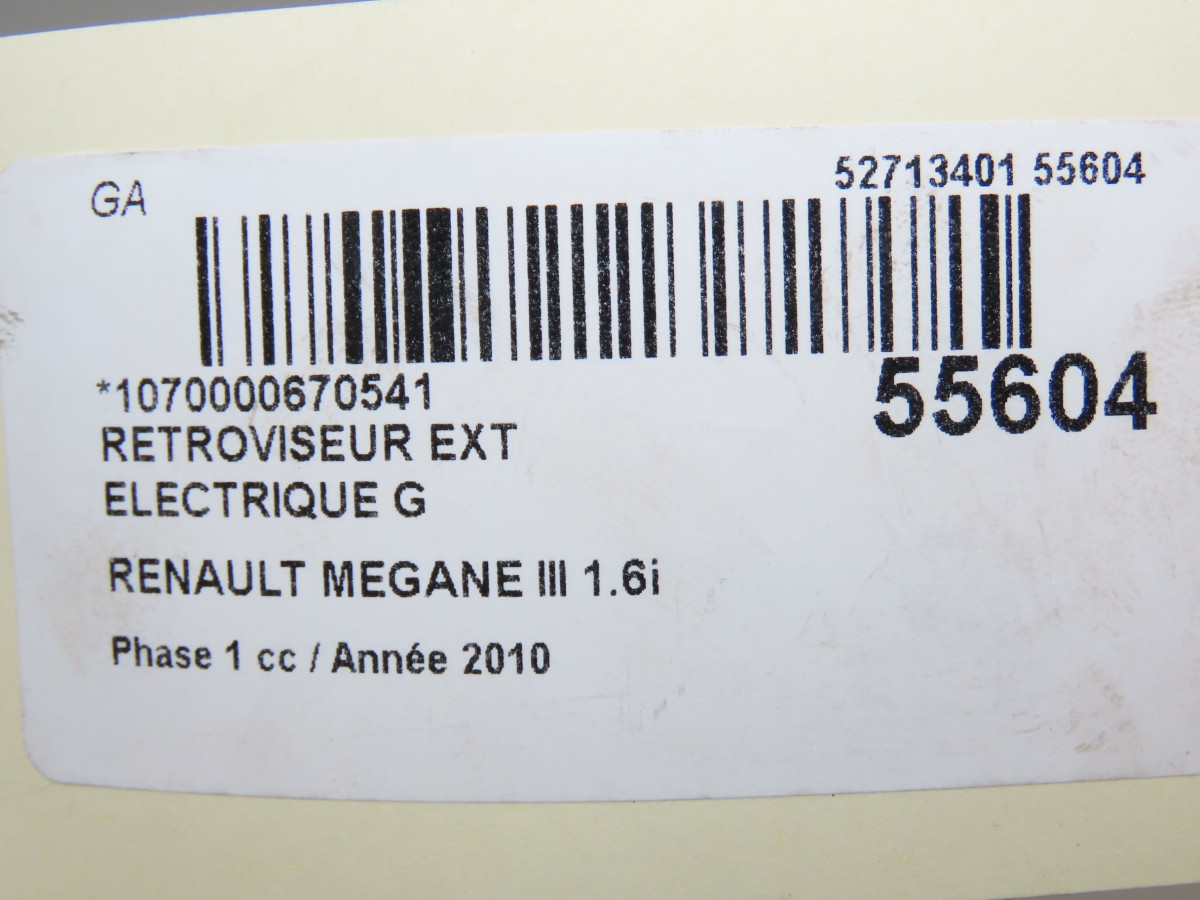 GA
52713401 55604
*1070000670541
55604
RETROVISEUR EXT
ELECTRIQUE G
RENAULT MEGANE III 1.6i
Phase 1 cc / Année 2010